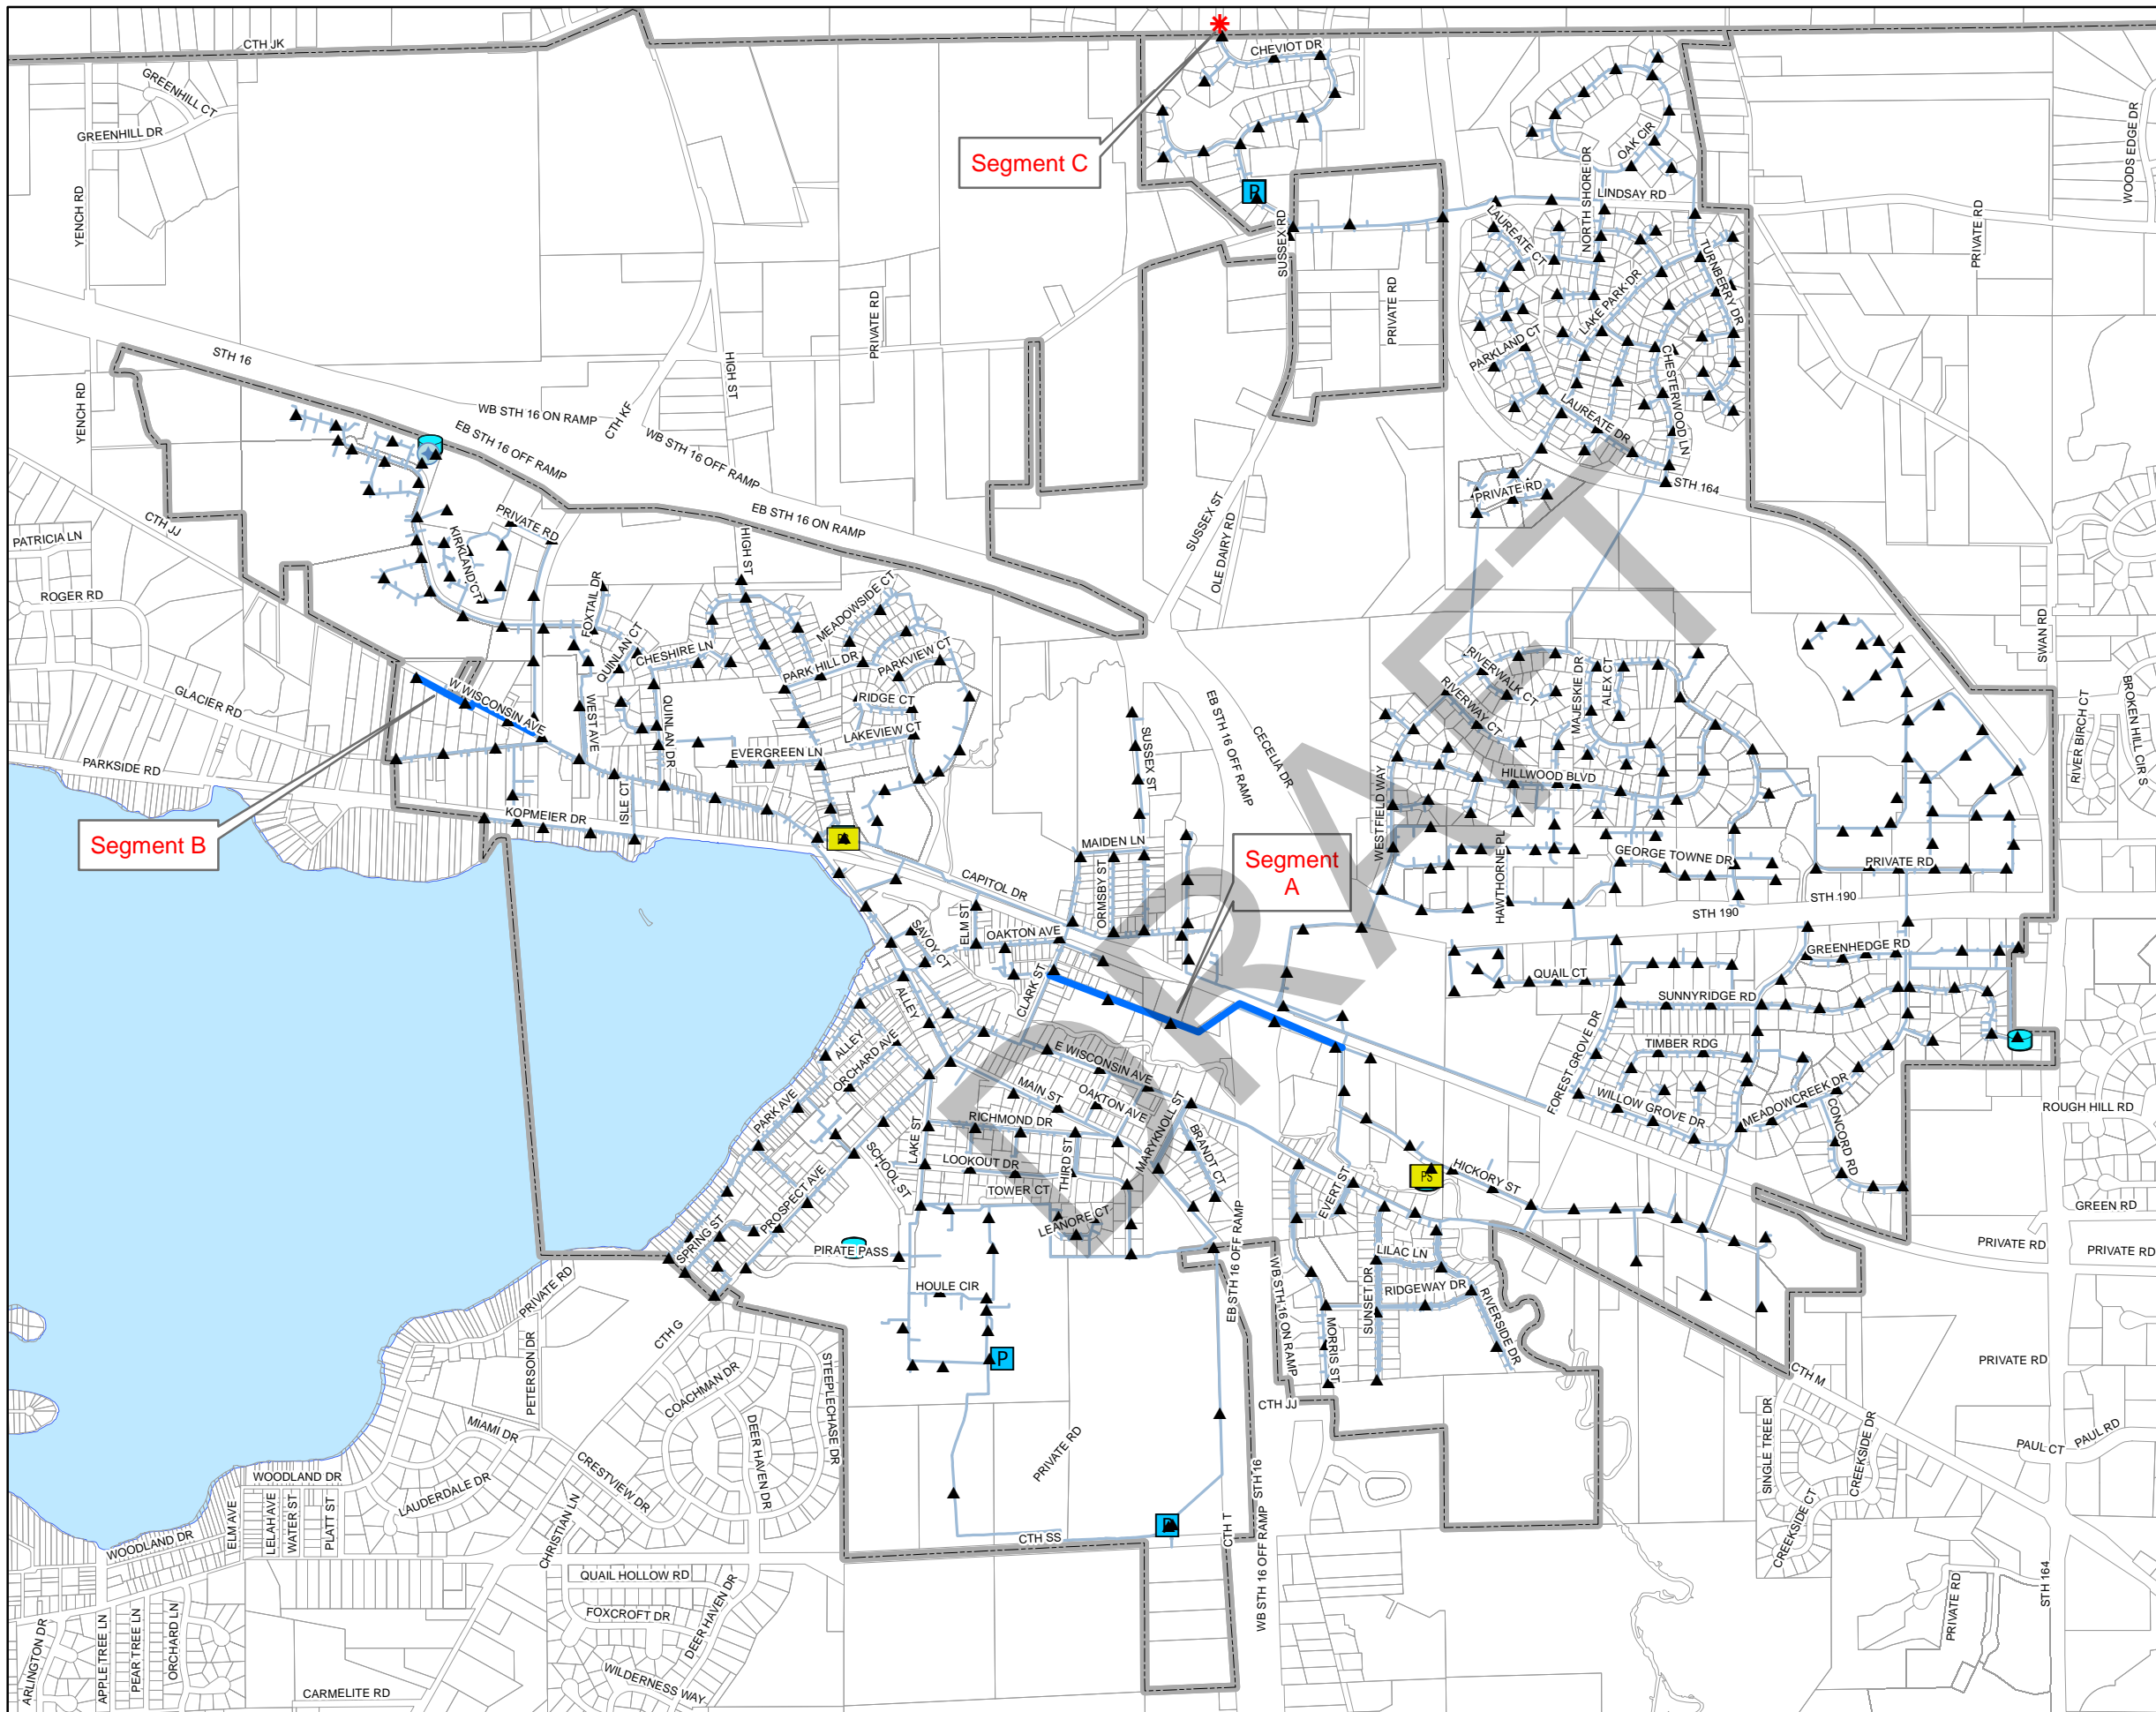 CTH JK
CHEVIOT DR
GREENHILL CT
GREENHILL DR
WOODS EDGE DR
Segment C
OAK CIR
NORTH SHORE DR
LINDSAY RD
YENCH RD
SUSSEX RD
LAURIEATE CT
TURNBERRY DR
PRIVATE RD
LAKE PARK DR
PRIVATE RD
PRIVATE RD
STH 16
HIGH ST
PARKLAND CT
CHESTERWOOD LN
YENCH RD
WB STH 16 ON RAMP
CTH KF
LAUREATE DR
EB STH 16 OFF RAMP
WB STH 16 OFF RAMP
STH 164
PRIVATE RD
EB STH 16 ON RAMP
SUSSEX ST
CTH JJ
PRIVATE RD
PATRICIA LN
KIRKLAND CT
HIGH ST
OLE DAIRY RD
ROGER RD
FOXTAIL DR
MEADOWSIDE CT
SWAN RD
QUINLAN CT
CHESHIRE LN
PARK HILL DR
PARKVIEW CT
RIVERWALK CT
MAJESKIE DR
ALEX CT
GLACIER RD
W WISCONSIN AVE
RIDGE CT
RIVERWAY CT
RIVER BIRCH CT
BROKEN HILL CIR S
WEST AVE
QUINLAN DR
LAKEVIEW CT
EB STH 16 OFF RAMP
CECELIA DR
EVERGREEN LN
SUSSEX ST
HILLWOOD BLVD
PARKSIDE RD
ISLE CT
KOPMEIER DR
WESTFIELD WAY
Segment B
MAIDEN LN
Segment
A
HAWTHORNE PL
GEORGE TOWNE DR
PRIVATE RD
CAPITOL DR
ORMSBY ST
STH 190
STH 190
ELM ST
OAKTON AVE
SAVOY CT
GREENHEDGE RD
QUAIL CT
CLARK ST
ALLEY
SUNNYRIDGE RD
FOREST GROVE DR
ALLEY
ORCHARD AVE
E WISCONSIN AVE
TIMBER RDG
MAIN ST
OAKTON AVE
WILLOW GROVE DR
MEADOWCREEK DR
ROUGH HILL RD
PARK AVE
RICHMOND DR
MARYKNOLL ST
BRANDT CT
CONCORD RD
LAKE ST
SCHOOL ST
LOOKOUT DR
THIRD ST
HICKORY ST
PS
TOWER CT
EVERT ST
GREEN RD
PROSPECT AVE
LEANORE CT
SPRING ST
PIRATE PASS
EB STH 16 OFF RAMP
LILAC LN
PRIVATE RD
PRIVATE RD
PRIVATE RD
HOULE CIR
WB STH 16 ON RAMP
RIDGEWAY DR
SUNSET DR
RIVERSIDE DR
MORRIS ST
CTH G
P
PETERSON DR
STEEPLECHASE DR
PRIVATE RD
CTH M
COACHMAN DR
CTH JJ
MIAMI DR
DEER HAVEN DR
PRIVATE RD
SINGLE TREE DR
CREEKSIDE DR
PAUL CT
PAUL RD
WOODLAND DR
CRESTVIEW DR
STH 16
LAUDERDALE DR
ELM AVE
LELAH AVE
WATER ST
PLATT ST
CHRISTIAN LN
CTH SS
CTH T
WB STH 16 OFF RAMP
CREEKSIDE CT
WOODLAND DR
QUAIL HOLLOW RD
STH 164
FOXCROFT DR
DEER HAVEN DR
PRIVATE RD
ARLINGTON DR
APPLE TREE LN
PEAR TREE LN
ORCHARD LN
CARMELITE RD
WILDERNESS WAY
DRAFT